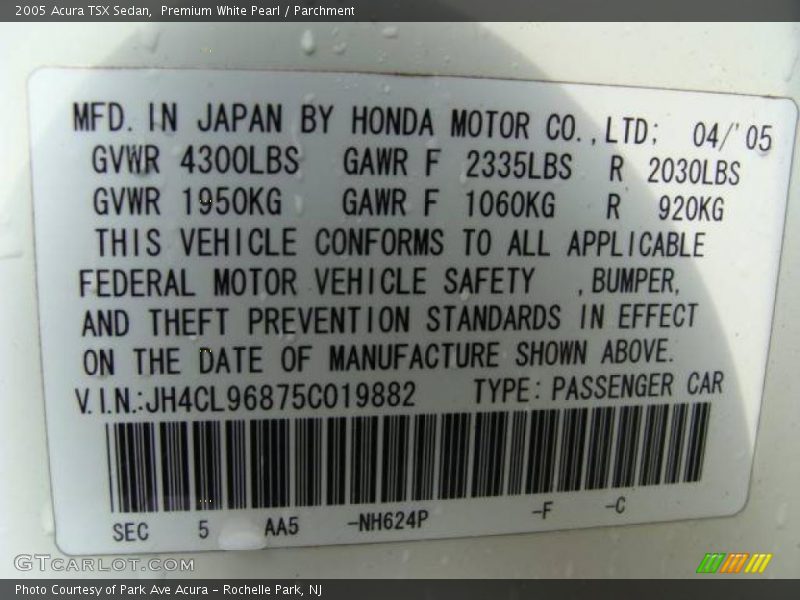 2005 Acura TSX Sedan, Premium White Pearl / Parchment
MFD. IN JAPAN BY HONDA MOTOR CO.,LTD; 04/'05
GVWR 4300LBS GAWR F 2335LBS R 2030LBS
GVWR 1950KG GAWR F 1060KG R 920KG
THIS VEHICLE CONFORMS TO ALL APPLICABLE
FEDERAL MOTOR VEHICLE SAFETY ,BUMPER,
AND THEFT PREVENTION STANDARDS IN EFFECT
ON THE DATE OF MANUFACTURE SHOWN ABOVE.
V.I.N.:JH4CL96875C019882 TYPE: PASSENGER CAR
SEC 5 AA5 -NH624P -F -C
GTCARLOT.COM
Photo Courtesy of Park Ave Acura - Rochelle Park, NJ